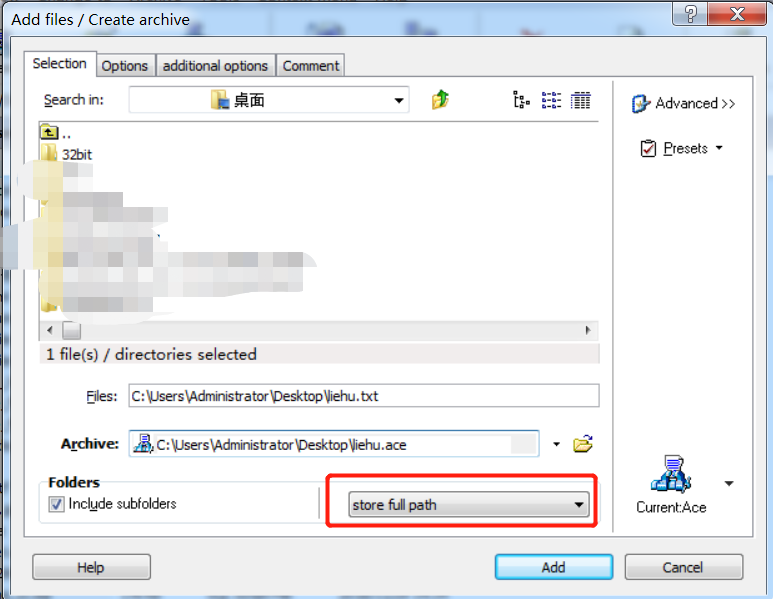 Add files / Create archive
Selection
Options
additional options
Comment
Search in:
桌面
Advanced >>
Presets
..
32bit
1 file(s) / directories selected
Files:
C:\Users\Administrator\Desktop\liehu.txt
Archive:
C:\Users\Administrator\Desktop\liehu.ace
Folders
Include subfolders
store full path
Current:Ace
Help
Add
Cancel